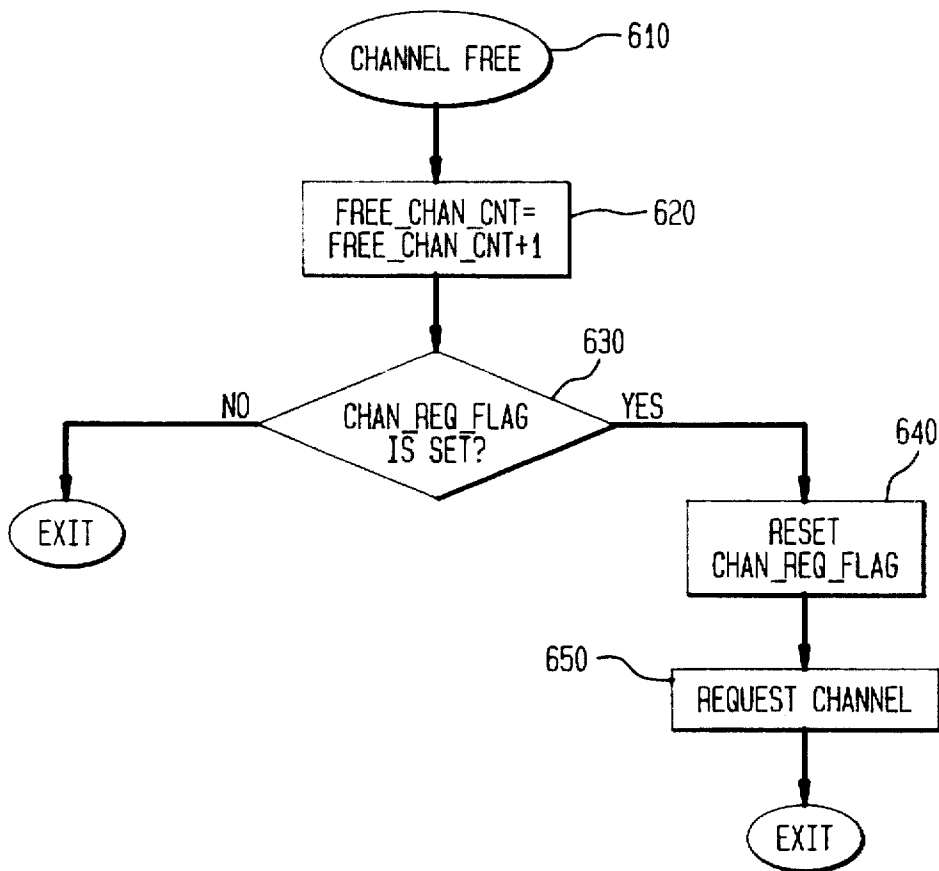 CHANNEL FREE
610
FREE_CHAN_CNT=
FREE_CHAN_CNT+1
620
630
NO
CHAN_REQ_FLAG
IS SET?
YES
640
EXIT
RESET
CHAN_REQ_FLAG
650
REQUEST CHANNEL
EXIT